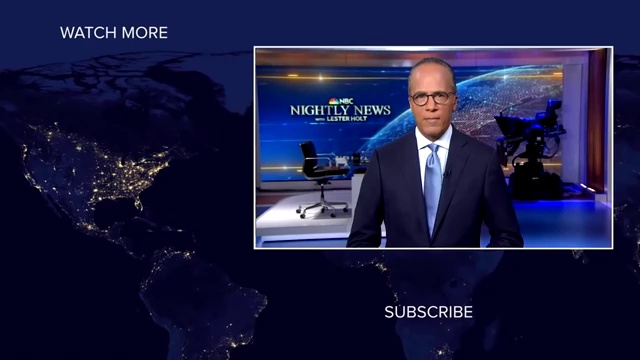 WATCH MORE
NBC
NIGHTLY NEWS
WITH LESTER HOLT
SUBSCRIBE